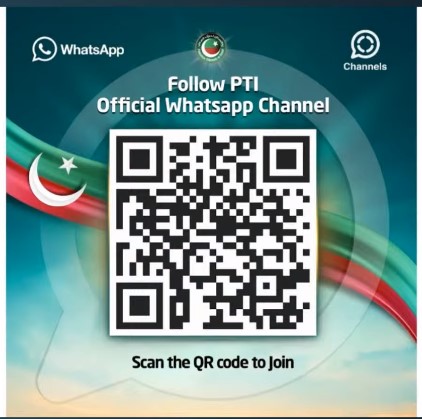 WhatsApp
Channels
Follow PTI
Official Whatsapp Channel
Scan the QR code to Join